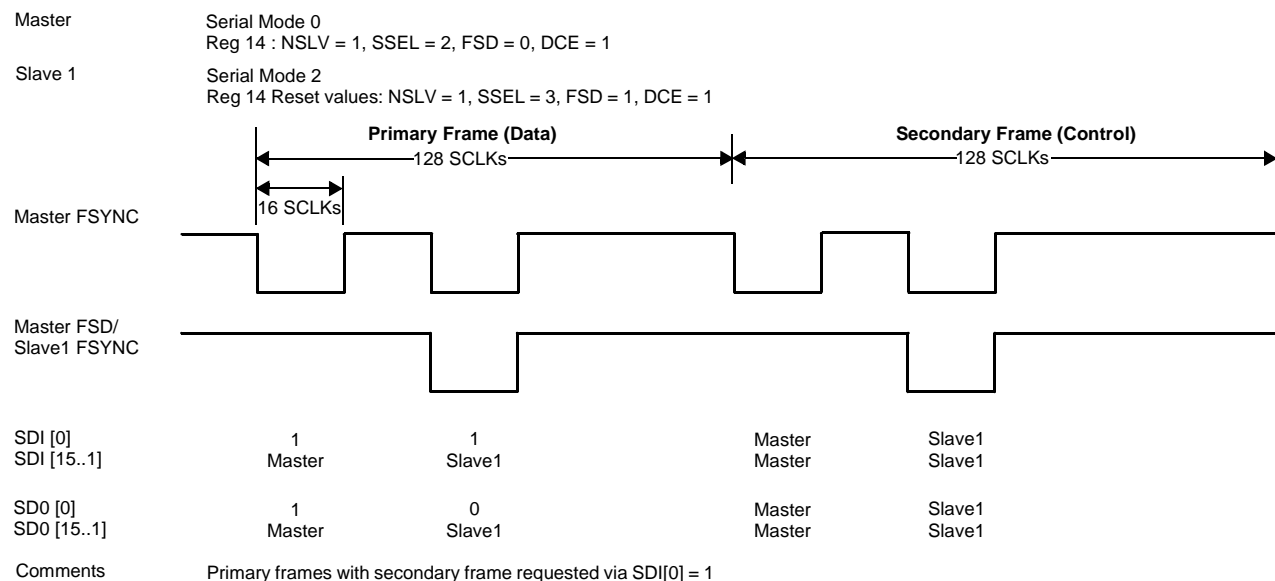 Master Serial Mode 0
Reg 14 : NSLV = 1, SSEL = 2, FSD = 0, DCE = 1
Slave 1 Serial Mode 2
Reg 14 Reset values: NSLV = 1, SSEL = 3, FSD = 1, DCE = 1
Primary Frame (Data) Secondary Frame (Control)
128 SCLKs 128 SCLKs
16 SCLKs
Master FSYNC
Master FSD/
Slave1 FSYNC
SDI [0] 1 1 Master Slave1
SDI [15..1] Master Slave1 Master Slave1
SD0 [0] 1 0 Master Slave1
SD0 [15..1] Master Slave1 Master Slave1
Comments Primary frames with secondary frame requested via SDI[0] = 1